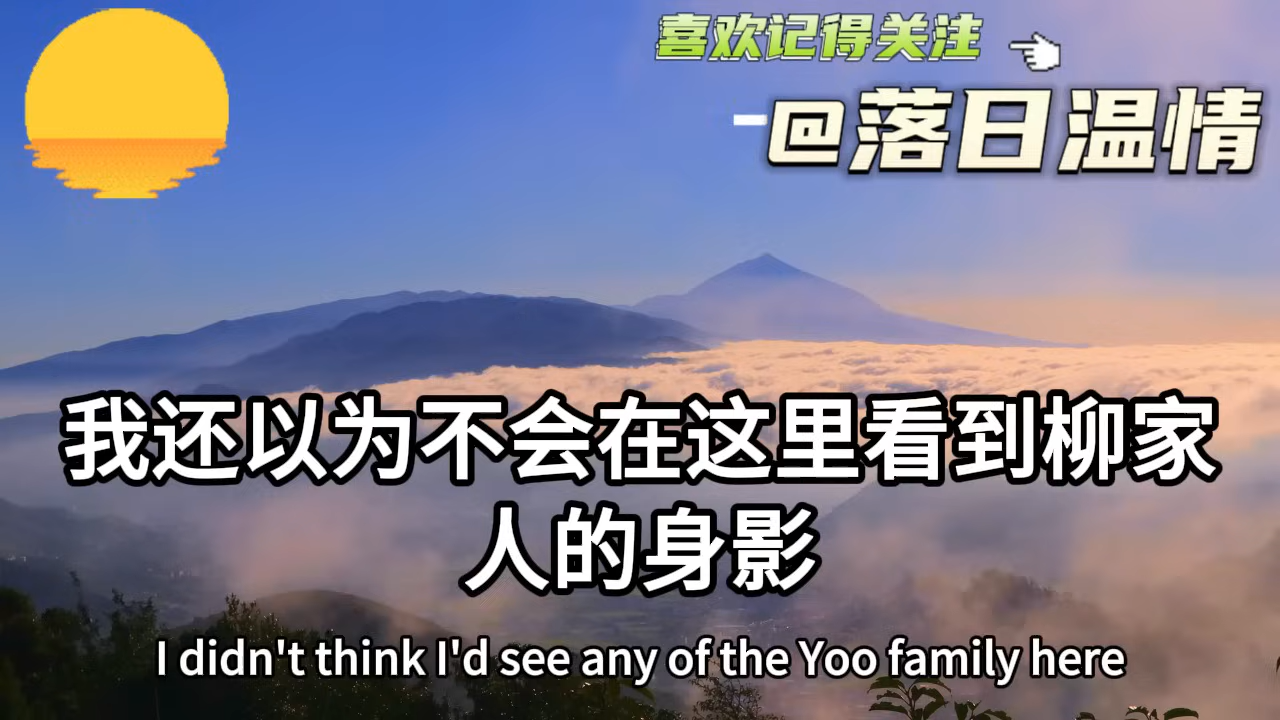 喜欢记得关注
@落日温情
我还以为不会在这里看到柳家
人的身影
I didn't think I'd see any of the Yoo family here